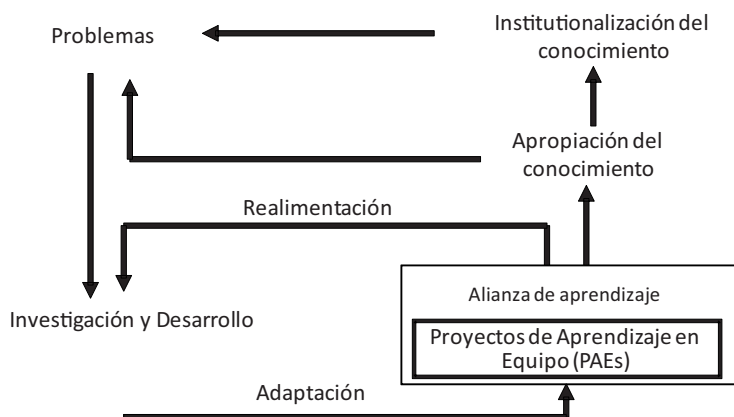 Problemas
Institutionalización del
conocimiento
Apropiación del
conocimiento
Realimentación
Investigación y Desarrollo
Alianza de aprendizaje
Proyectos de Aprendizaje en
Equipo (PAEs)
Adaptación